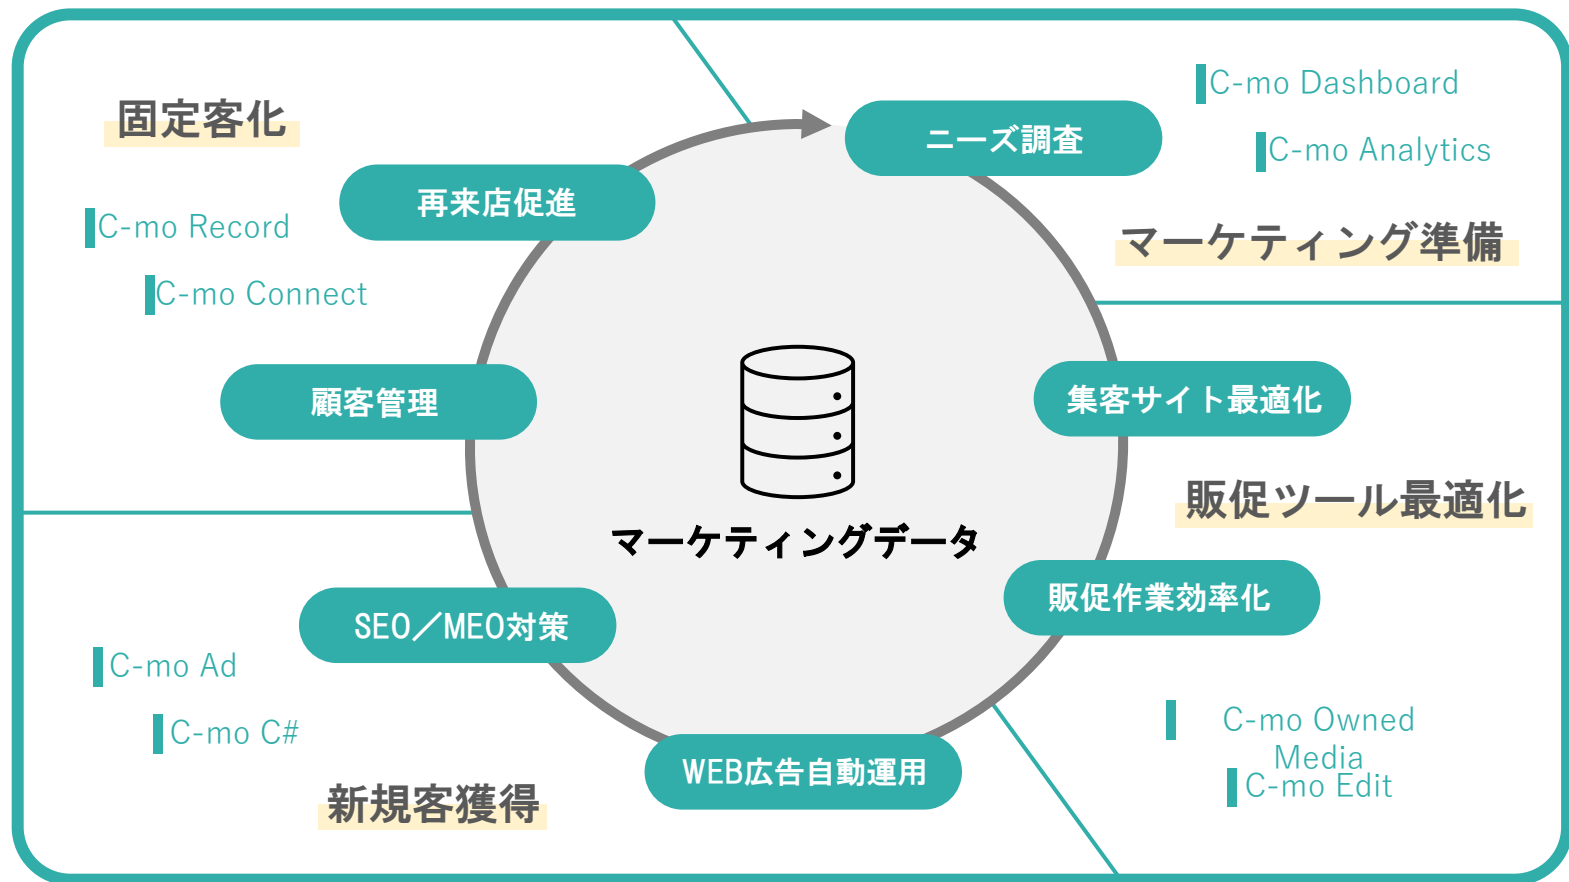 固定客化
C-mo Record
C-mo Connect
再来店促進
顧客管理
ニーズ調査
C-mo Dashboard
C-mo Analytics
マーケティング準備
集客サイト最適化
販促ツール最適化
販促作業効率化
C-mo Owned
Media
C-mo Edit
マーケティングデータ
SEO／MEO対策
C-mo Ad
C-mo C#
新規客獲得
WEB広告自動運用